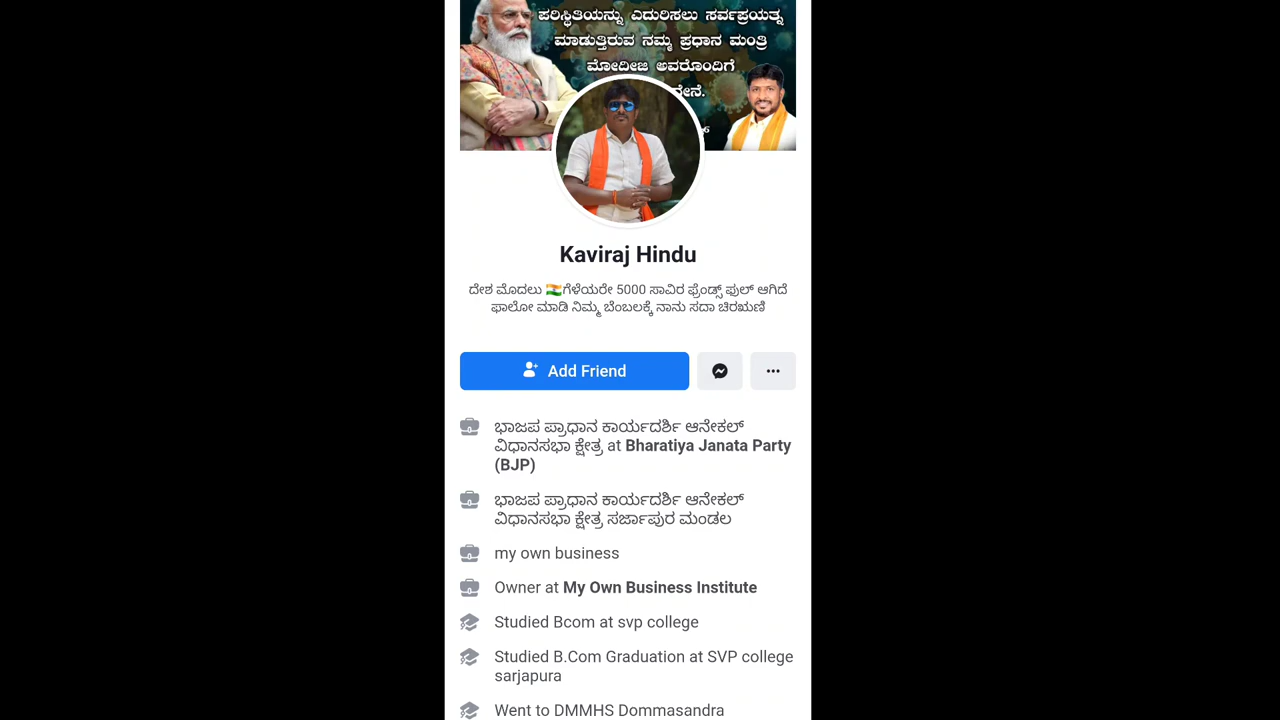 ಪರಿಸ್ಥಿತಿಯನ್ನು ಎದುರಿಸಲು ಸರ್ವಪ್ರಯತ್ನ
ಮಾಡುತ್ತಿರುವ ನಮ್ಮ ಪ್ರಧಾನ ಮಂತ್ರಿ
ಮೋದೀಜಿ ಅವರೊಂದಿಗೆ
Kaviraj Hindu
ದೇಶ ಮೊದಲು 🇮🇳ಗೆಳೆಯರೇ 5000 ಸಾವಿರ ಫ್ರೆಂಡ್ಸ್ ಫುಲ್ ಆಗಿದೆ
ಫಾಲೋ ಮಾಡಿ ನಿಮ್ಮ ಬೆಂಬಲಕ್ಕೆ ನಾನು ಸದಾ ಚಿರಋಣಿ
Add Friend
ಭಾಜಪ ಪ್ರಾಧಾನ ಕಾರ್ಯದರ್ಶಿ ಆನೇಕಲ್
ವಿಧಾನಸಭಾ ಕ್ಷೇತ್ರ at Bharatiya Janata Party
(BJP)
ಭಾಜಪ ಪ್ರಾಧಾನ ಕಾರ್ಯದರ್ಶಿ ಆನೇಕಲ್
ವಿಧಾನಸಭಾ ಕ್ಷೇತ್ರ ಸರ್ಜಾಪುರ ಮಂಡಲ
my own business
Owner at My Own Business Institute
Studied Bcom at svp college
Studied B.Com Graduation at SVP college
sarjapura
Went to DMMHS Dommasandra